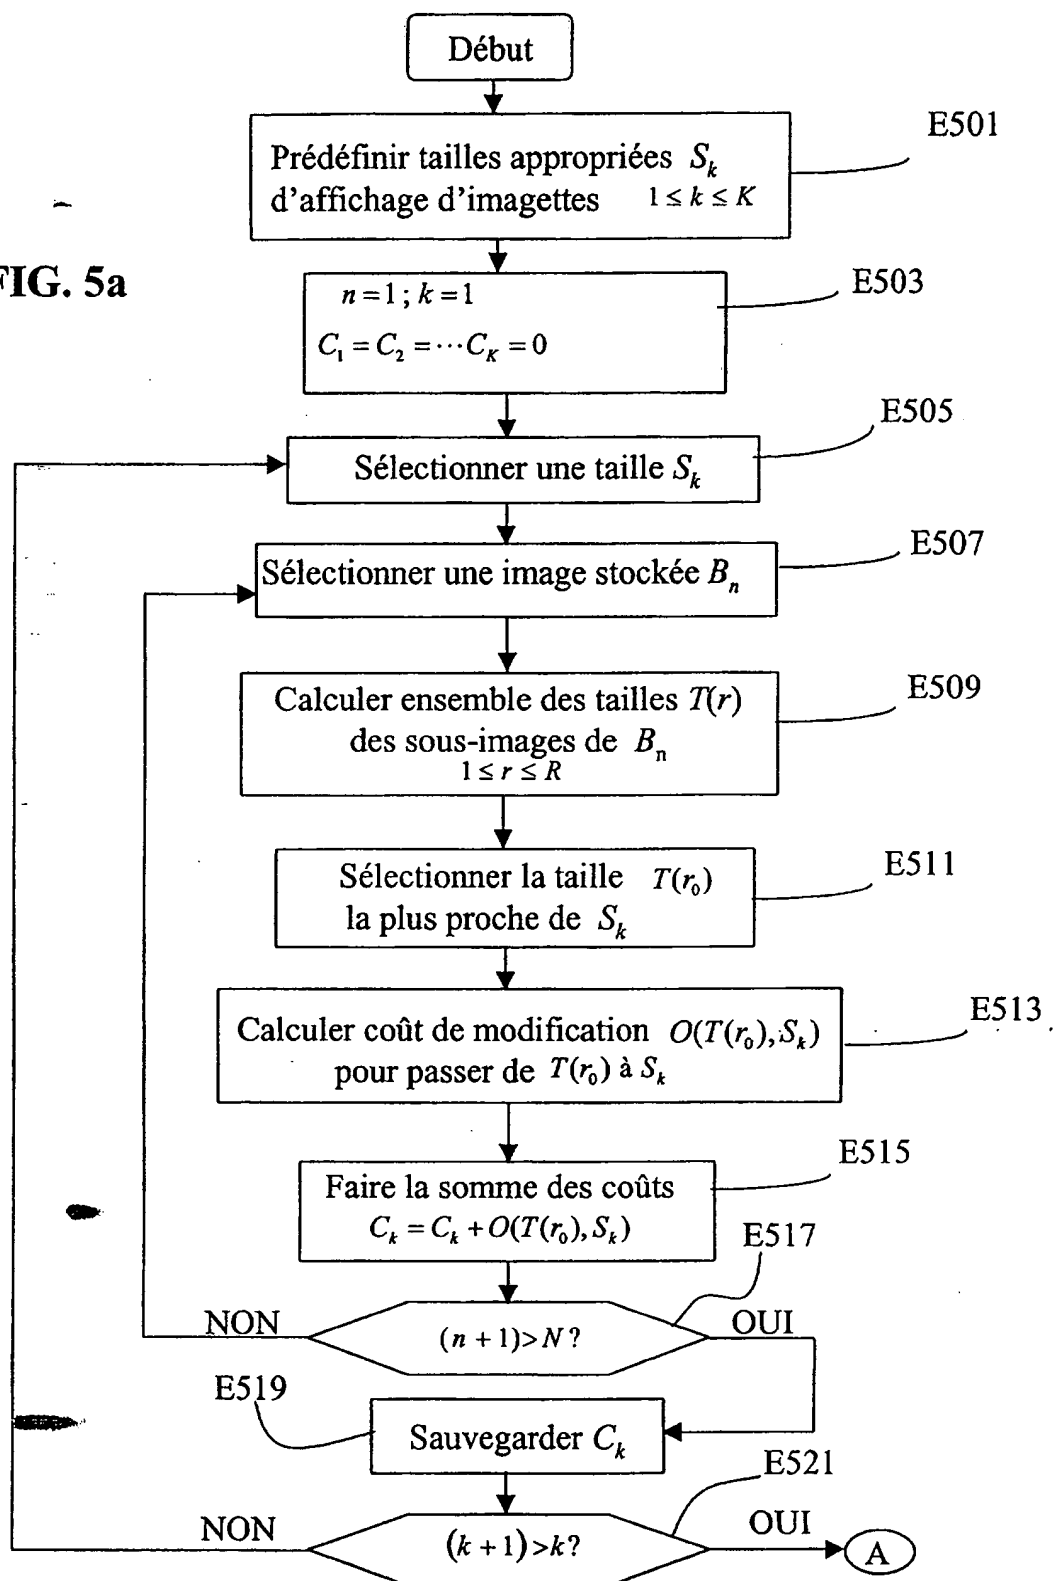 Début
E501
Prédéfinir tailles appropriées S_k
d'affichage d'imagettes 1 ≤ k ≤ K
FIG. 5a
E503
n = 1 ; k = 1
C_1 = C_2 = ⋯ C_K = 0
E505
Sélectionner une taille S_k
E507
Sélectionner une image stockée B_n
E509
Calculer ensemble des tailles T(r)
des sous-images de B_n
1 ≤ r ≤ R
E511
Sélectionner la taille T(r_0)
la plus proche de S_k
E513
Calculer coût de modification O(T(r_0), S_k)
pour passer de T(r_0) à S_k
E515
Faire la somme des coûts
C_k = C_k + O(T(r_0), S_k)
E517
NON
(n + 1) > N ?
OUI
E519
Sauvegarder C_k
E521
NON
(k + 1) > k ?
OUI
A